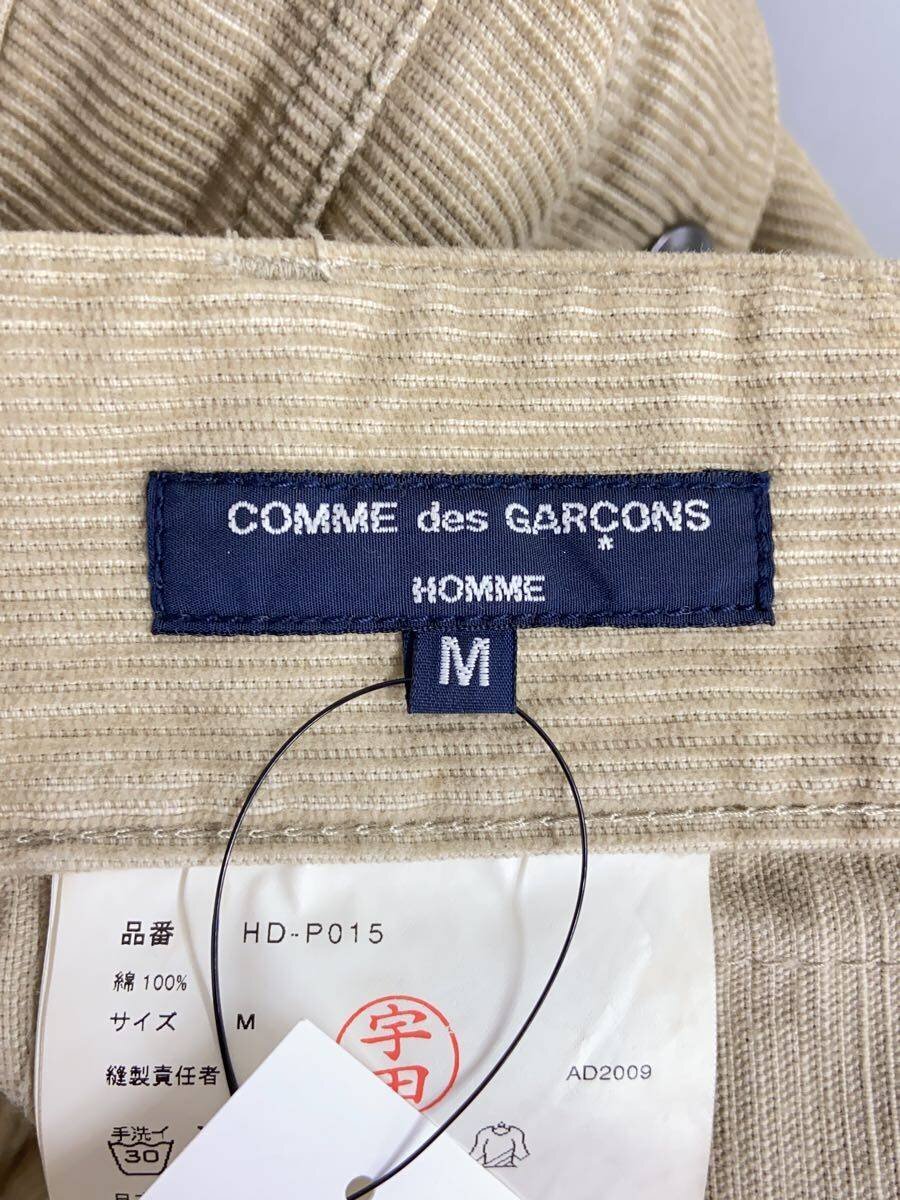 COMME des GARÇONS
*
HOMME
M
品番 HD-P015
綿 100%
サイズ M
縫製責任者
宇田
AD2009
手洗イ
30